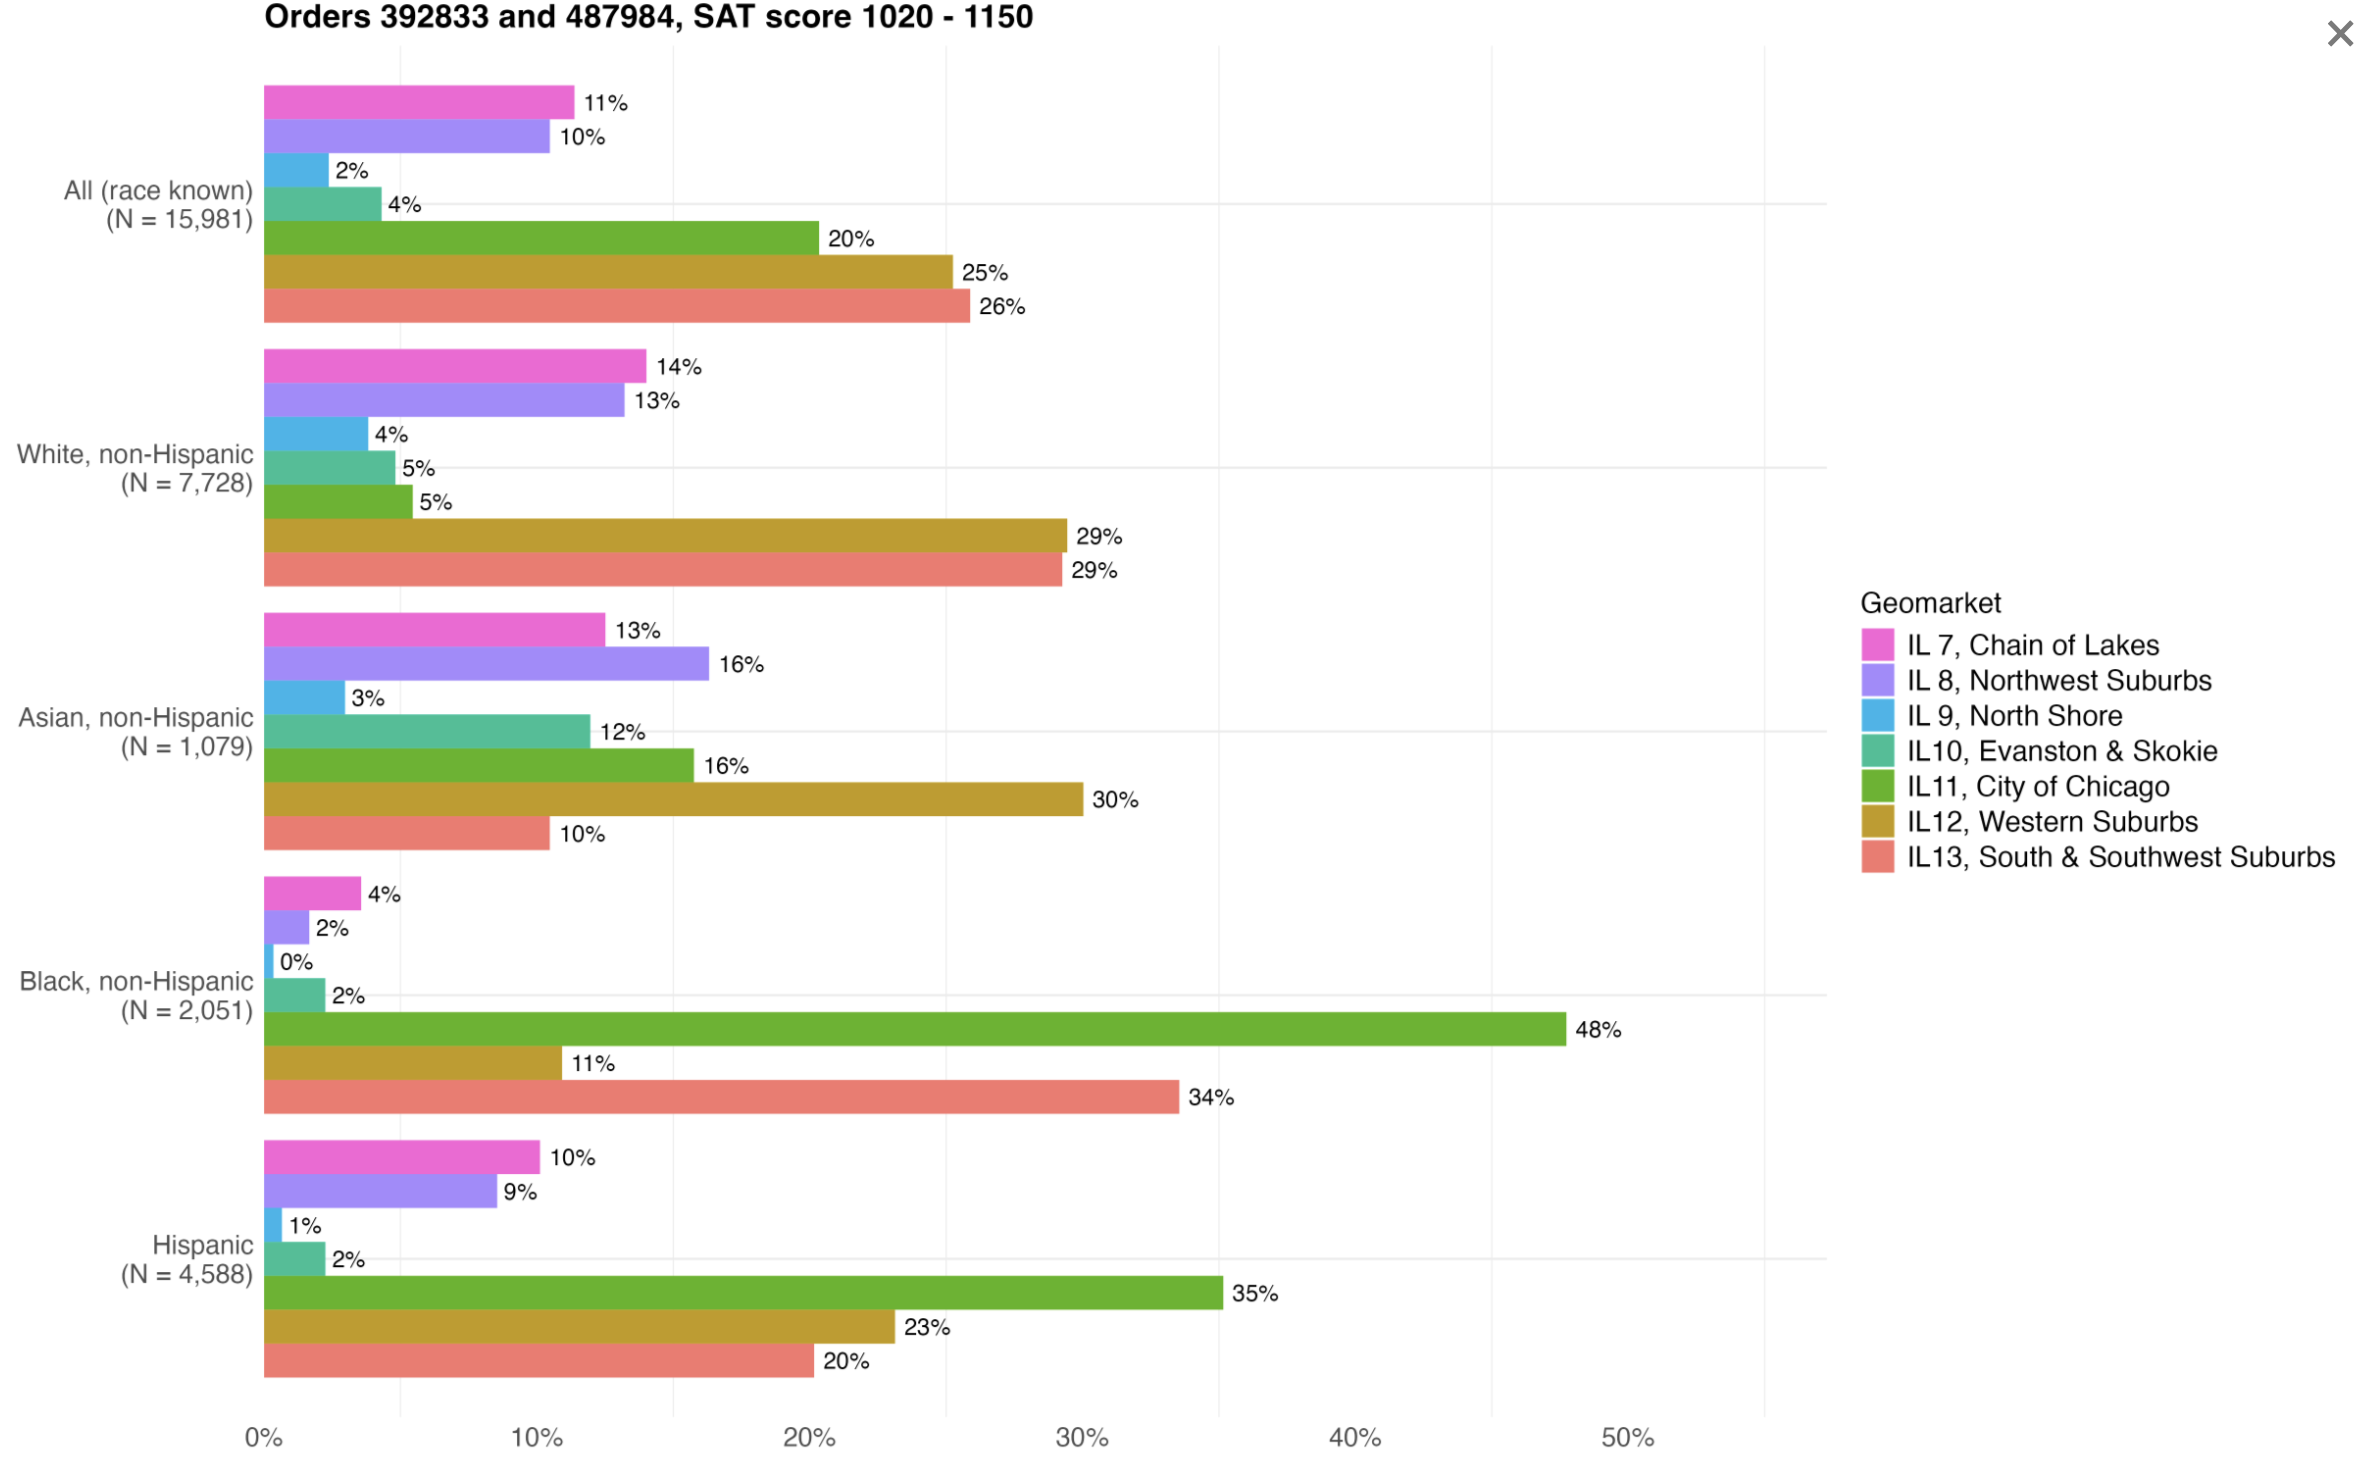 Orders 392833 and 487984, SAT score 1020 - 1150
All (race known)
(N = 15,981)
11%
10%
2%
4%
20%
25%
26%
White, non-Hispanic
(N = 7,728)
14%
13%
4%
5%
5%
29%
29%
Asian, non-Hispanic
(N = 1,079)
13%
16%
3%
12%
16%
30%
10%
Black, non-Hispanic
(N = 2,051)
4%
2%
0%
2%
48%
11%
34%
Hispanic
(N = 4,588)
10%
9%
1%
2%
35%
23%
20%
0%
10%
20%
30%
40%
50%
Geomarket
IL 7, Chain of Lakes
IL 8, Northwest Suburbs
IL 9, North Shore
IL10, Evanston & Skokie
IL11, City of Chicago
IL12, Western Suburbs
IL13, South & Southwest Suburbs